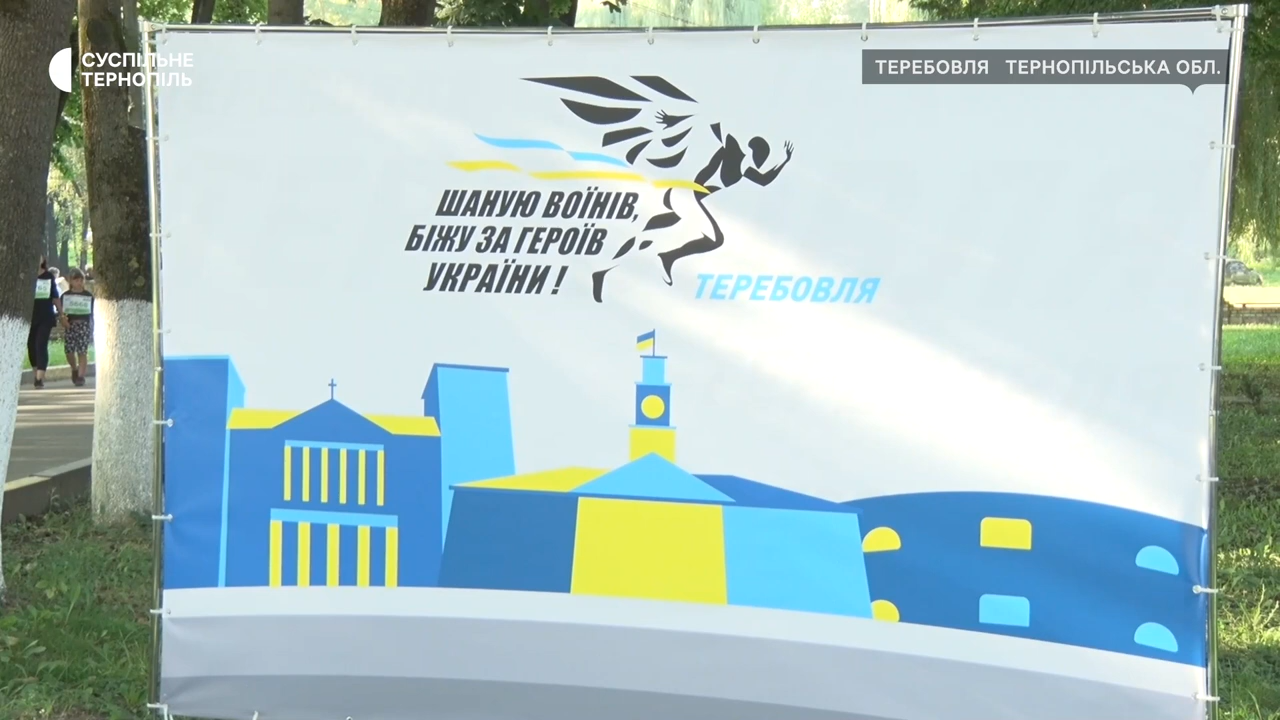 СУСПІЛЬНЕ
ТЕРНОПІЛЬ
ТЕРЕБОВЛЯ ТЕРНОПІЛЬСЬКА ОБЛ.
ШАНУЮ ВОЇНІВ,
БІЖУ ЗА ГЕРОЇВ
УКРАЇНИ !
ТЕРЕБОВЛЯ